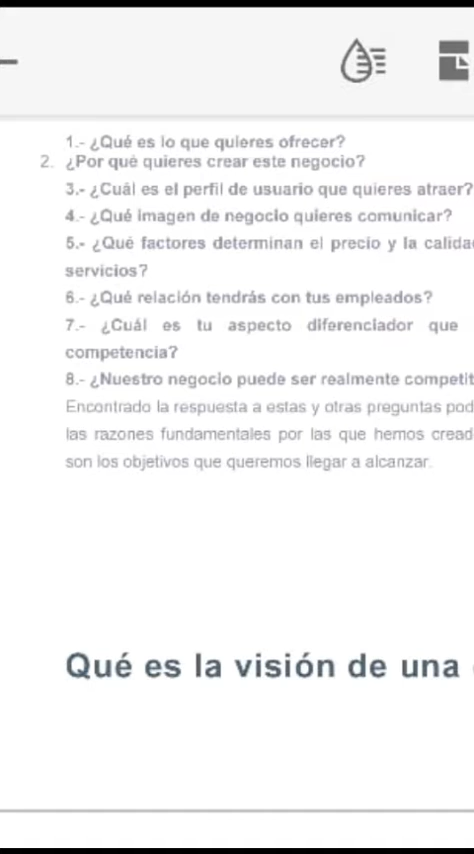 1.- ¿Qué es lo que quieres ofrecer?
2. ¿Por qué quieres crear este negocio?
3.- ¿Cuál es el perfil de usuario que quieres atraer?
4.- ¿Qué imagen de negocio quieres comunicar?
5.- ¿Qué factores determinan el precio y la calida
servicios?
6.- ¿Qué relación tendrás con tus empleados?
7.- ¿Cuál es tu aspecto diferenciador que
competencia?
8.- ¿Nuestro negocio puede ser realmente competit
Encontrado la respuesta a estas y otras preguntas pod
las razones fundamentales por las que hemos cread
son los objetivos que queremos llegar a alcanzar.
Qué es la visión de una